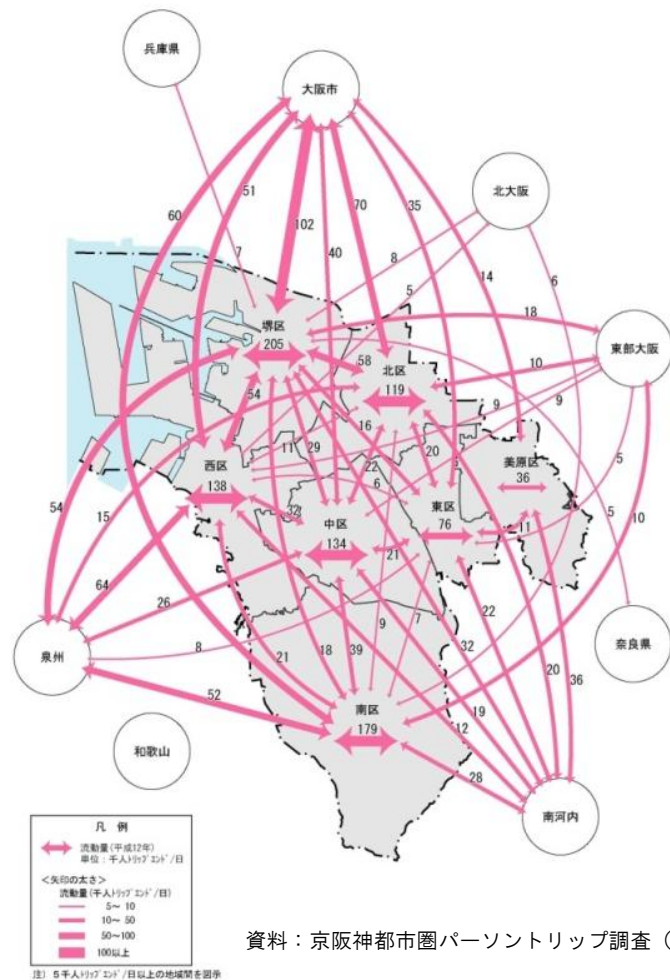 兵庫県
大阪市
北大阪
60
51
102
70
35
7
40
8
14
5
6
18
東部大阪
堺区
205
58
北区
119
10
9
9
54
11
29
16
20
美原区
36
5
西区
138
22
6
東区
76
54
15
32
中区
134
11
5
10
21
64
26
泉州
8
21
18
39
9
7
32
22
20
36
奈良県
52
南区
179
19
12
28
和歌山
南河内
凡 例
流動量(平成12年)
単位:千人トリップエンド/日
<矢印の太さ>
流動量(千人トリップエンド/日)
5~ 10
10~ 50
50~100
100以上
注) 5千人トリップエンド/日以上の地域間を図示
資料:京阪神都市圏パーソントリップ調査(